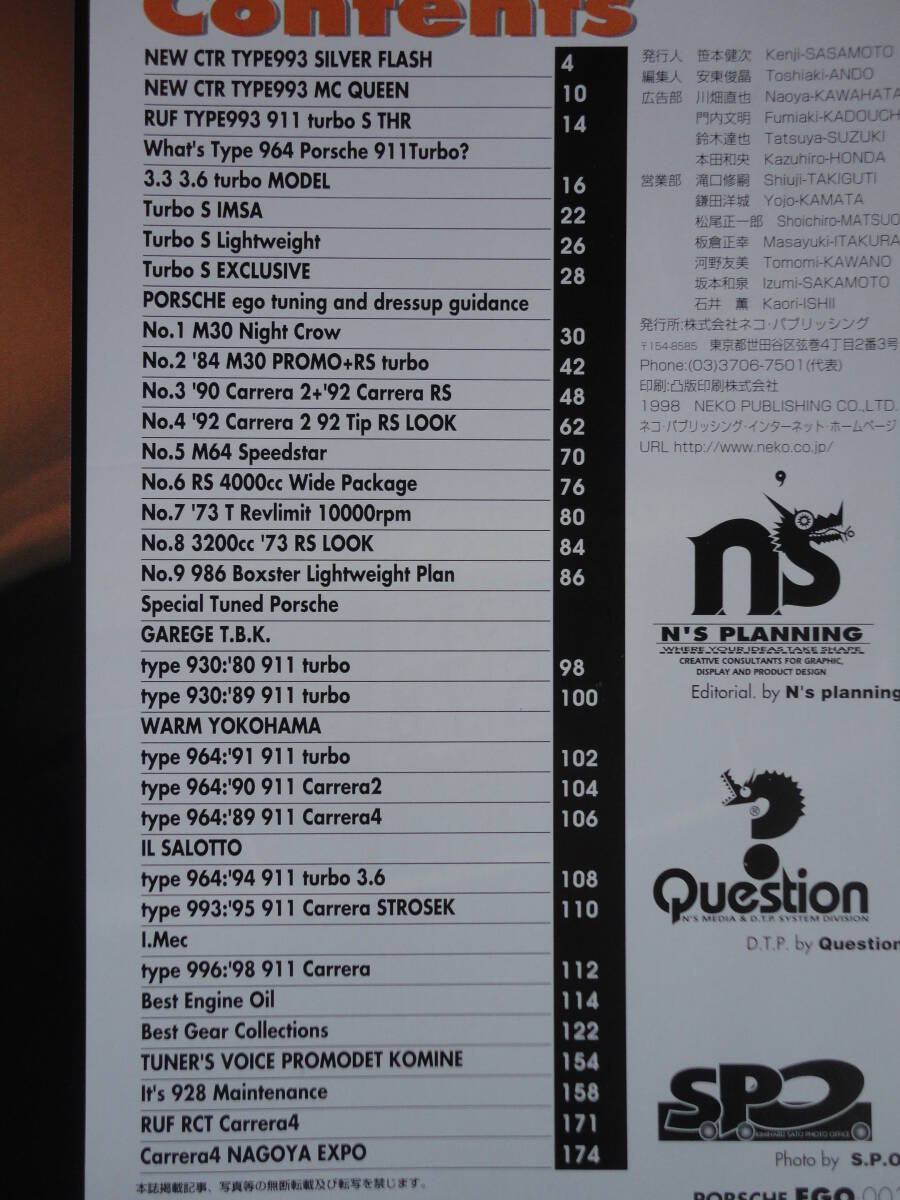 Contents
NEW CTR TYPE993 SILVER FLASH 4
NEW CTR TYPE993 MC QUEEN 10
RUF TYPE993 911 turbo S THR 14
What's Type 964 Porsche 911Turbo?
3.3 3.6 turbo MODEL 16
Turbo S IMSA 22
Turbo S Lightweight 26
Turbo S EXCLUSIVE 28
PORSCHE ego tuning and dressup guidance
No.1 M30 Night Crow 30
No.2 '84 M30 PROMO+RS turbo 42
No.3 '90 Carrera 2+'92 Carrera RS 48
No.4 '92 Carrera 2 92 Tip RS LOOK 62
No.5 M64 Speedstar 70
No.6 RS 4000cc Wide Package 76
No.7 '73 T Revlimit 10000rpm 80
No.8 3200cc '73 RS LOOK 84
No.9 986 Boxster Lightweight Plan 86
Special Tuned Porsche
GAREGE T.B.K.
type 930:'80 911 turbo 98
type 930:'89 911 turbo 100
WARM YOKOHAMA
type 964:'91 911 turbo 102
type 964:'90 911 Carrera2 104
type 964:'89 911 Carrera4 106
IL SALOTTO
type 964:'94 911 turbo 3.6 108
type 993:'95 911 Carrera STROSEK 110
I.Mec
type 996:'98 911 Carrera 112
Best Engine Oil 114
Best Gear Collections 122
TUNER'S VOICE PROMODET KOMINE 154
It's 928 Maintenance 158
RUF RCT Carrera4 171
Carrera4 NAGOYA EXPO 174
本誌掲載記事、写真等の無断転載及び転写を禁じます。
発行人 笹本健次 Kenji-SASAMOTO
編集人 安東俊晶 Toshiaki-ANDO
広告部 川畑直也 Naoya-KAWAHATA
門内文明 Fumiaki-KADOUCH
鈴木達也 Tatsuya-SUZUKI
本田和央 Kazuhiro-HONDA
営業部 滝口修嗣 Shiuji-TAKIGUTI
鎌田洋城 Yojo-KAMATA
松尾正一郎 Shoichiro-MATSUO
板倉正幸 Masayuki-ITAKURA
河野友美 Tomomi-KAWANO
坂本和泉 Izumi-SAKAMOTO
石井 薫 Kaori-ISHII
発行所:株式会社ネコ・パブリッシング
〒154-8585 東京都世田谷区弦巻4丁目2番3号
Phone:(03)3706-7501(代表)
印刷:凸版印刷株式会社
1998 NEKO PUBLISHING CO.,LTD.
ネコ・パブリッシング・インターネット・ホームページ
URL http://www.neko.co.jp/
ns
N'S PLANNING
WHERE YOUR IDEAS TAKE SHAPE
CREATIVE CONSULTANTS FOR GRAPHIC,
DISPLAY AND PRODUCT DESIGN
Editorial. by N's planning
®
Question
N'S MEDIA & D.T.P. SYSTEM DIVISION
D.T.P. by Question
SPO
KIMIHARU SATO PHOTO OFFICE
Photo by S.P.O
PORSCHE EGO